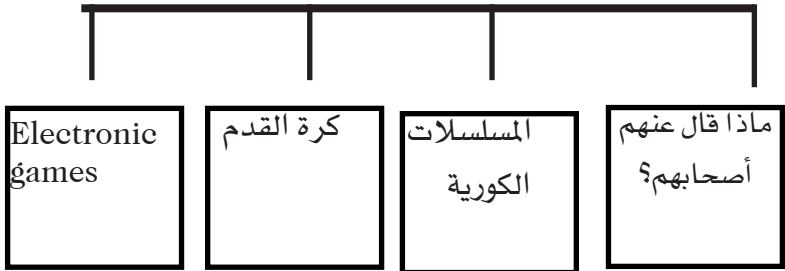 ماذا قال عنهم
أصحابهم؟
المسلسلات
الكورية
كرة القدم
Electronic
games